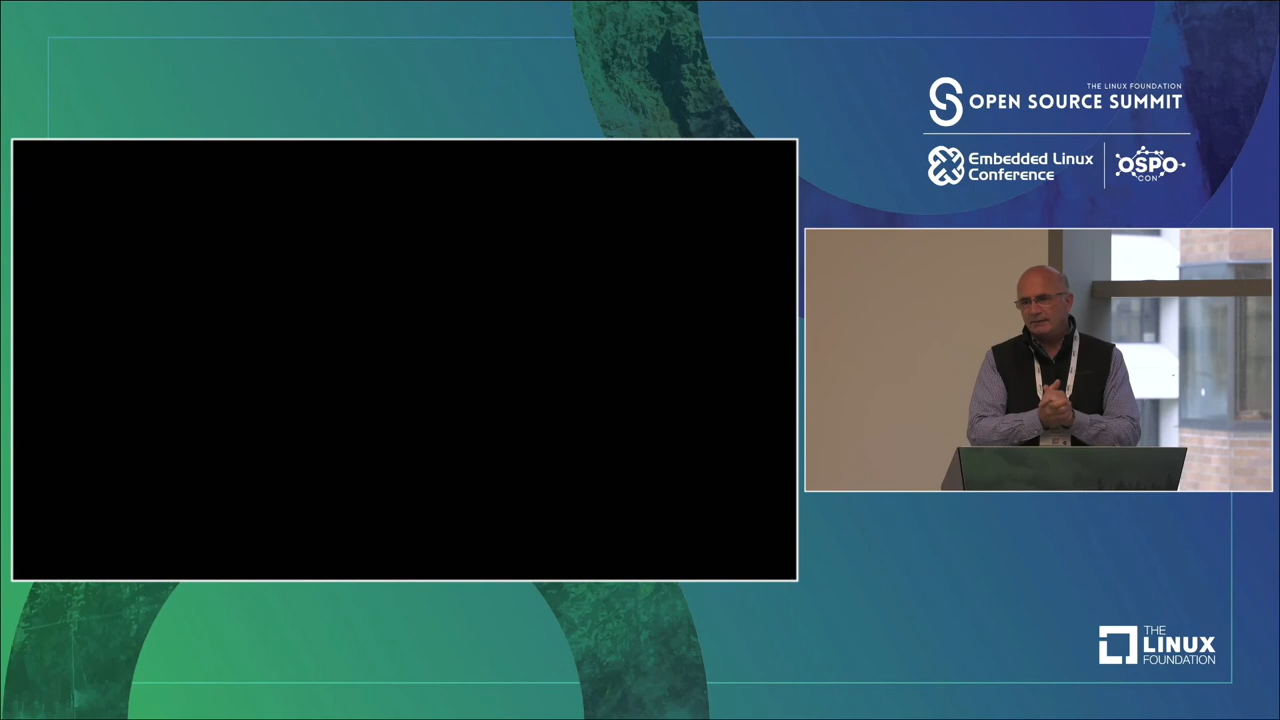 THE LINUX FOUNDATION
OPEN SOURCE SUMMIT
Embedded Linux
Conference
OSPO
CON
THE
LINUX
FOUNDATION